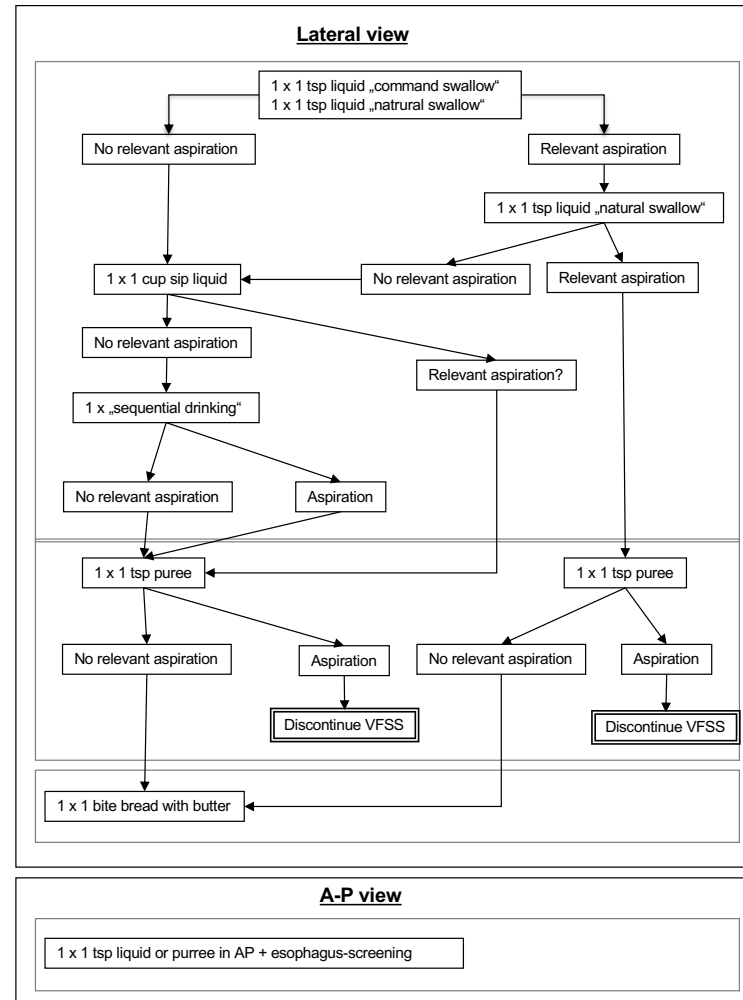 Lateral view
1 x 1 tsp liquid „command swallow“
1 x 1 tsp liquid „natrural swallow“
No relevant aspiration
Relevant aspiration
1 x 1 tsp liquid „natural swallow“
1 x 1 cup sip liquid
No relevant aspiration
Relevant aspiration
No relevant aspiration
Relevant aspiration?
1 x „sequential drinking“
No relevant aspiration
Aspiration
1 x 1 tsp puree
1 x 1 tsp puree
No relevant aspiration
Aspiration
No relevant aspiration
Aspiration
Discontinue VFSS
Discontinue VFSS
1 x 1 bite bread with butter
A-P view
1 x 1 tsp liquid or purree in AP + esophagus-screening